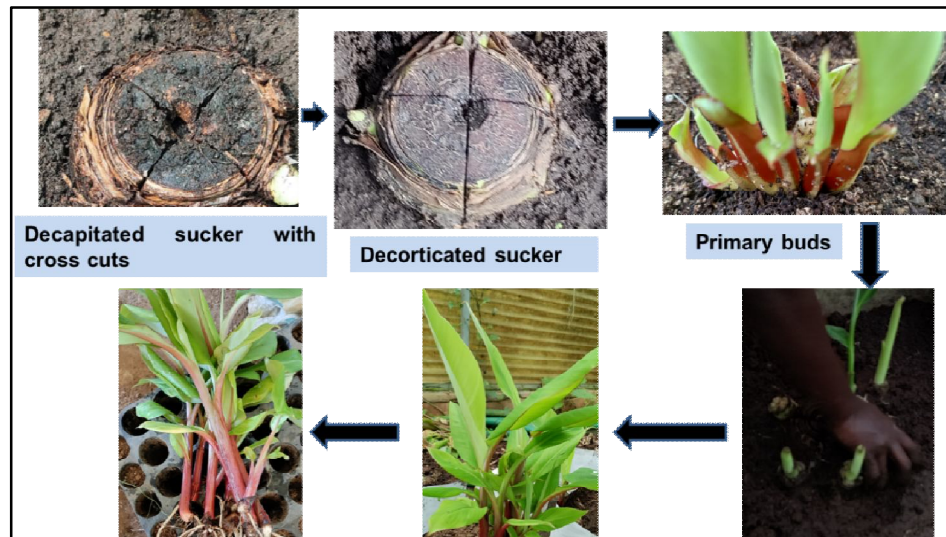 Decapitated sucker with
cross cuts
Decorticated sucker
Primary buds